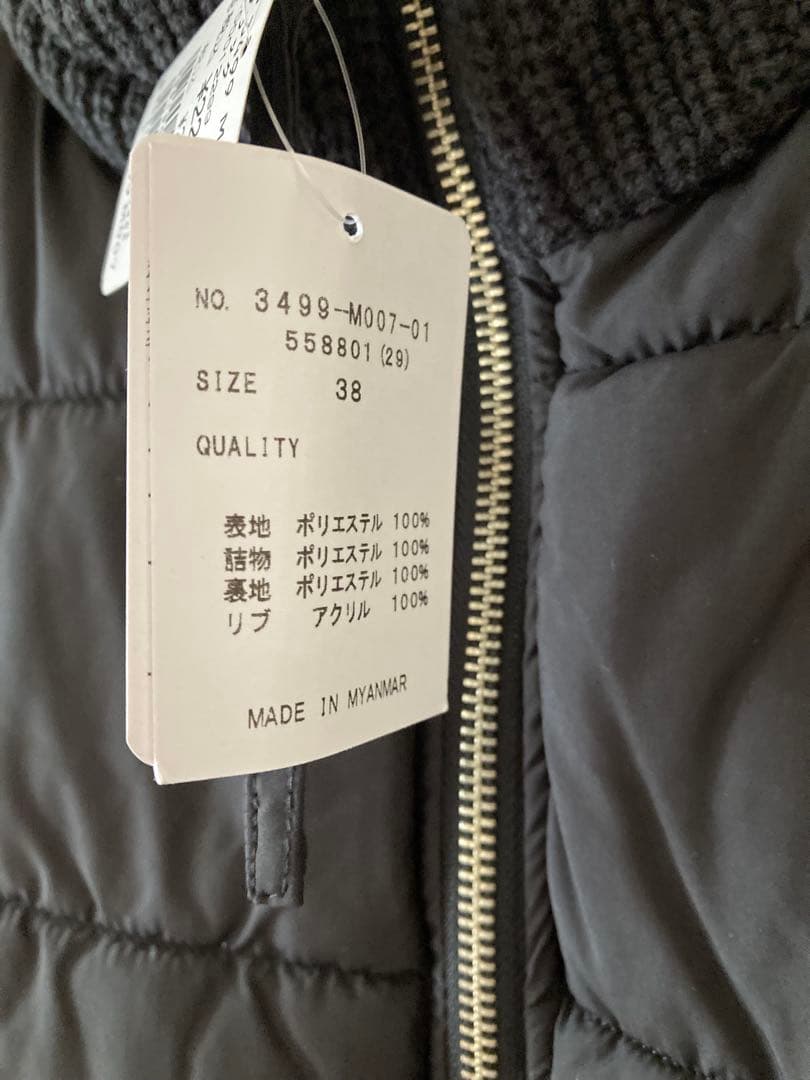 NO. 3499-M007-01
558801(29)
SIZE 38
QUALITY
表地 ポリエステル 100%
詰物 ポリエステル 100%
裏地 ポリエステル 100%
リブ アクリル 100%
MADE IN MYANMAR